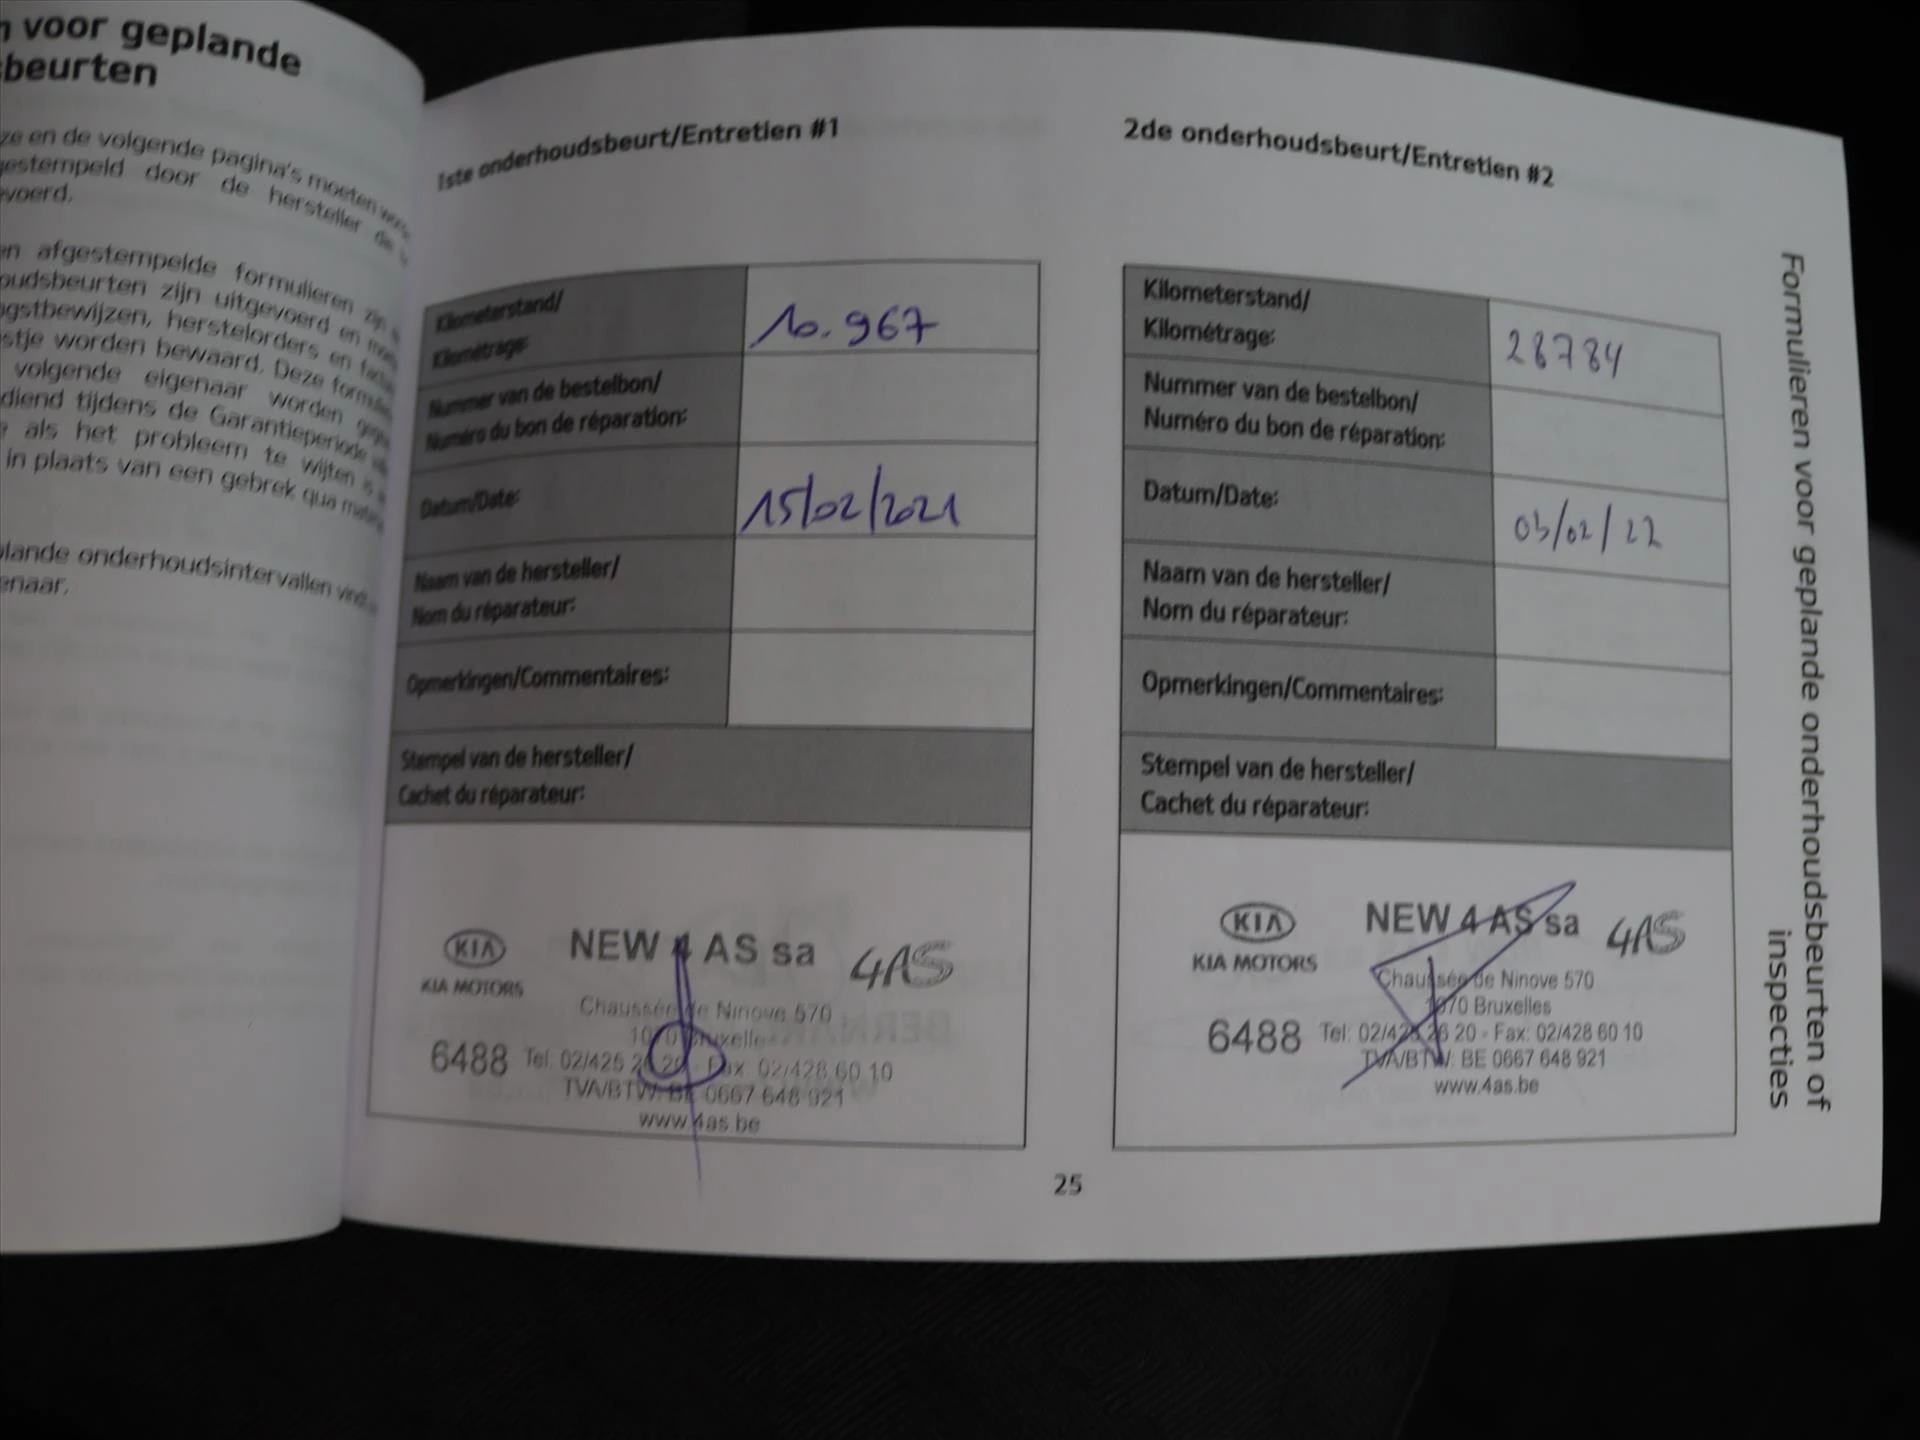 voor geplande
beurten
ze en de volgende pagina's moeten
gestempeld door de hersteller de
voerd.
en afgestempelde formulieren zijn
oudsbeurten zijn uitgevoerd en
ngstbewijzen, herstelorders en
stje worden bewaard. Deze
volgende eigenaar worden
diend tijdens de Garantieperiode
als het probleem te wijten is
in plaats van een gebrek qua
plande onderhoudsintervallen
enaar.
1ste onderhoudsbeurt/Entretien #1
Kilometerstand/
Kilométrage:
10.967
Nummer van de bestelbon/
Numéro du bon de réparation:
Datum/Date:
15/02/2021
Naam van de hersteller/
Nom du réparateur:
Opmerkingen/Commentaires:
Stempel van de hersteller/
Cachet du réparateur:
KIA
KIA MOTORS
NEW 4 AS sa
4AS
Chaussée de Ninove 570
1070 Bruxelles
6488
Tel: 02/425 26 20 - Fax: 02/428 60 10
TVA/BTW: BE 0667 648 921
www.4as.be
2de onderhoudsbeurt/Entretien #2
Kilometerstand/
Kilométrage:
28784
Nummer van de bestelbon/
Numéro du bon de réparation:
Datum/Date:
03/02/22
Naam van de hersteller/
Nom du réparateur:
Opmerkingen/Commentaires:
Stempel van de hersteller/
Cachet du réparateur:
KIA
KIA MOTORS
NEW 4 AS sa
4AS
Chaussée de Ninove 570
1070 Bruxelles
6488
Tel: 02/425 26 20 - Fax: 02/428 60 10
TVA/BTW: BE 0667 648 921
www.4as.be
Formulieren voor geplande onderhoudsbeurten of
inspecties
25